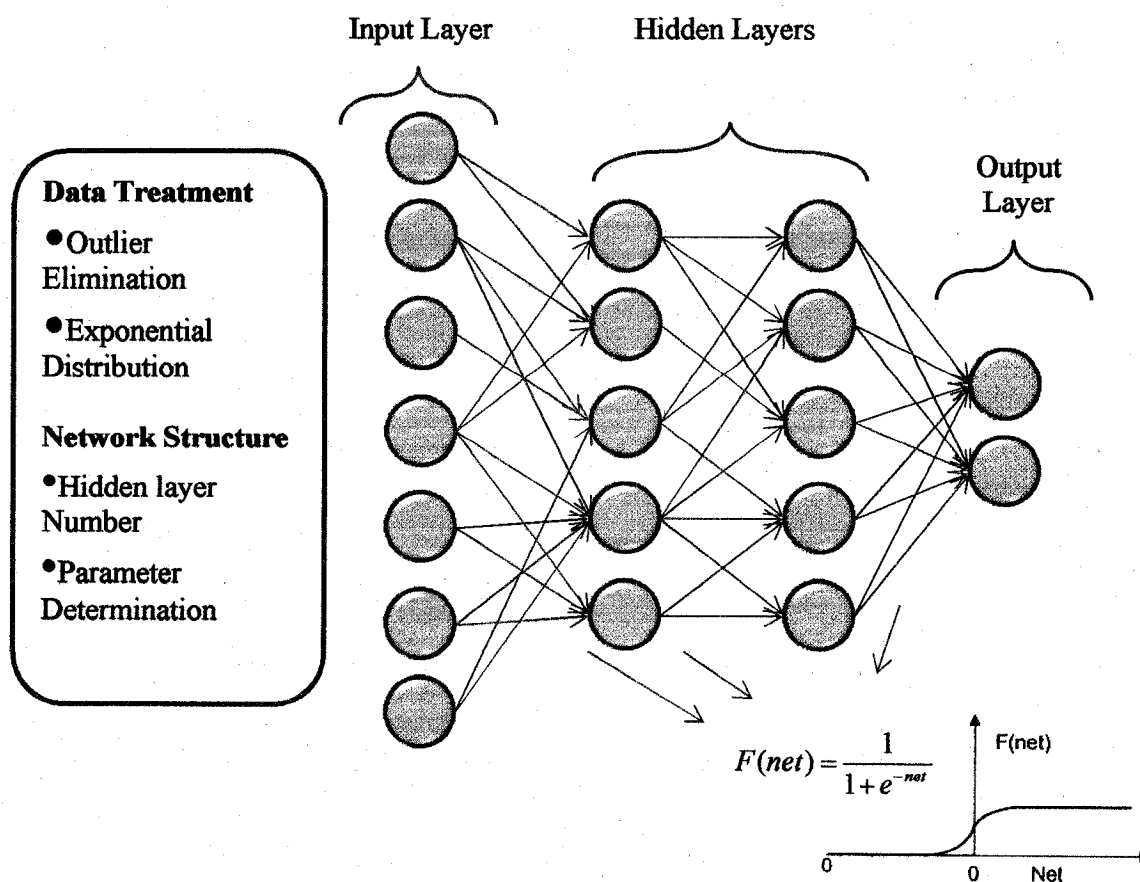 Input Layer
Hidden Layers
Output
Layer
Data Treatment
●Outlier
Elimination
●Exponential
Distribution
Network Structure
•Hidden layer
Number
•Parameter
Determination
F(net) = 1 / (1 + e^{-net})
F(net)
0
0
Net